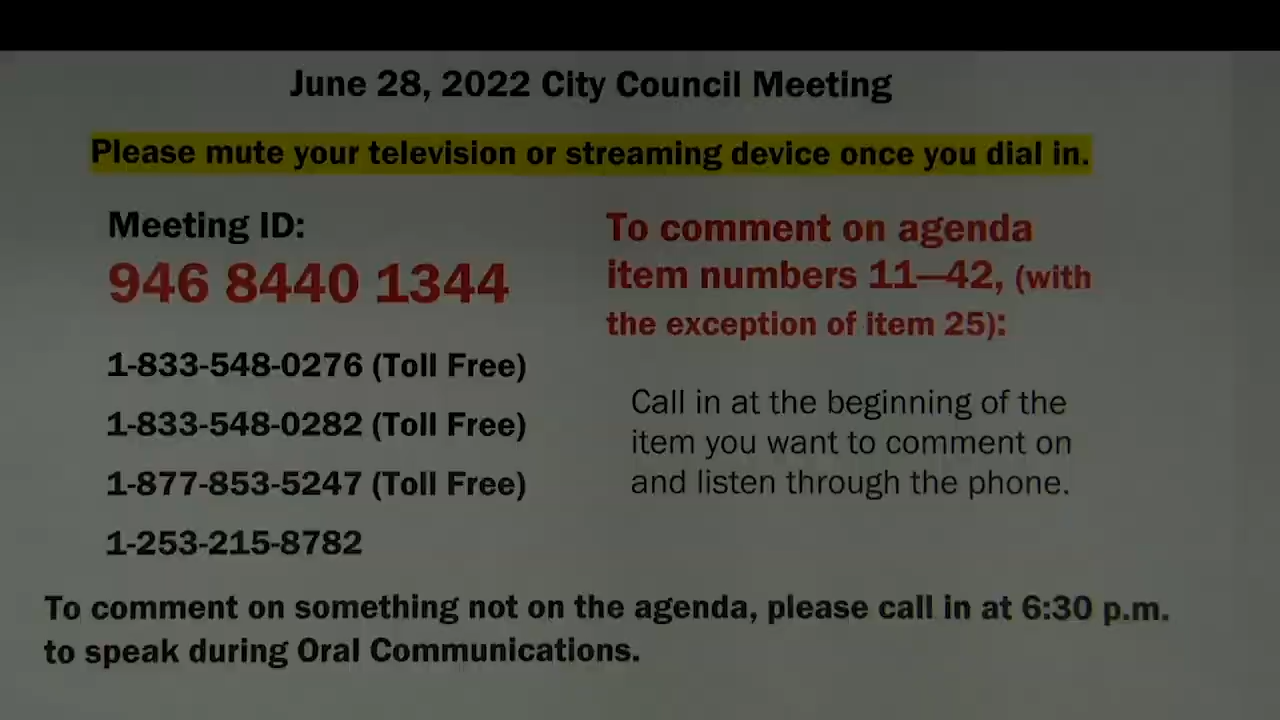 June 28, 2022 City Council Meeting
Please mute your television or streaming device once you dial in.
Meeting ID:
946 8440 1344
1-833-548-0276 (Toll Free)
1-833-548-0282 (Toll Free)
1-877-853-5247 (Toll Free)
1-253-215-8782
To comment on agenda
item numbers 11—42, (with
the exception of item 25):
Call in at the beginning of the
item you want to comment on
and listen through the phone.
To comment on something not on the agenda, please call in at 6:30 p.m.
to speak during Oral Communications.